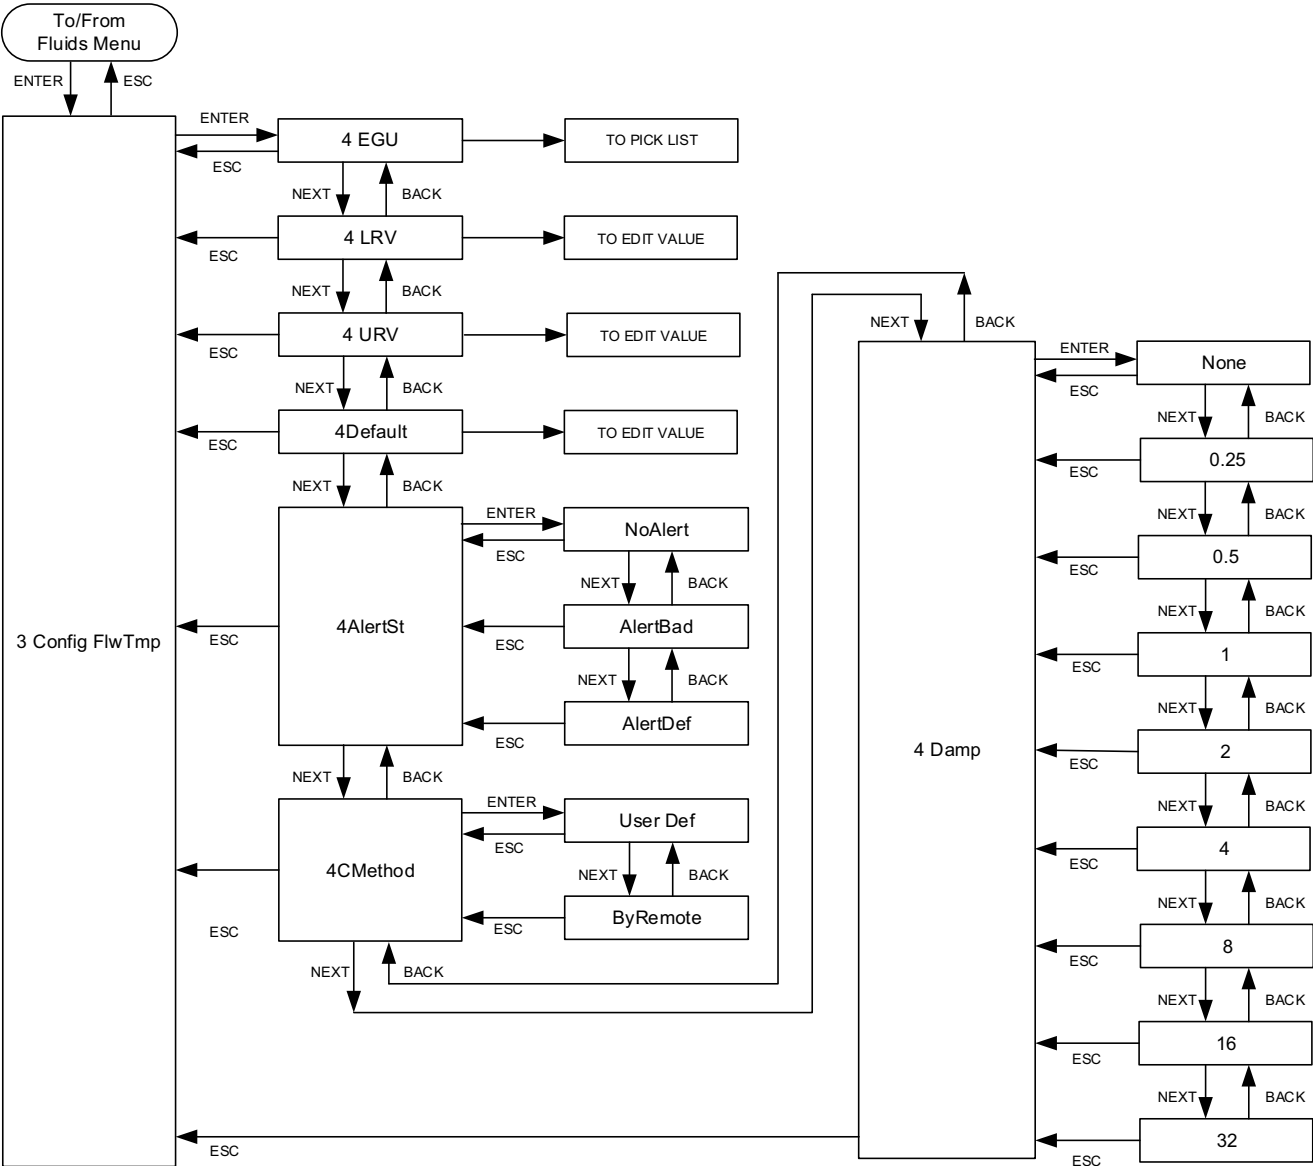 To/From
Fluids Menu
ENTER
ESC
3 Config FlwTmp
ENTER
ESC
4 EGU
TO PICK LIST
NEXT
BACK
ESC
4 LRV
TO EDIT VALUE
NEXT
BACK
ESC
4 URV
TO EDIT VALUE
NEXT
BACK
ESC
4Default
TO EDIT VALUE
NEXT
BACK
ESC
4AlertSt
ENTER
ESC
NoAlert
NEXT
BACK
ESC
AlertBad
NEXT
BACK
ESC
AlertDef
NEXT
BACK
ESC
4CMethod
ENTER
ESC
User Def
NEXT
BACK
ESC
ByRemote
NEXT
BACK
NEXT
BACK
4 Damp
ESC
ENTER
ESC
None
NEXT
BACK
ESC
0.25
NEXT
BACK
ESC
0.5
NEXT
BACK
ESC
1
NEXT
BACK
ESC
2
NEXT
BACK
ESC
4
NEXT
BACK
ESC
8
NEXT
BACK
ESC
16
NEXT
BACK
ESC
32